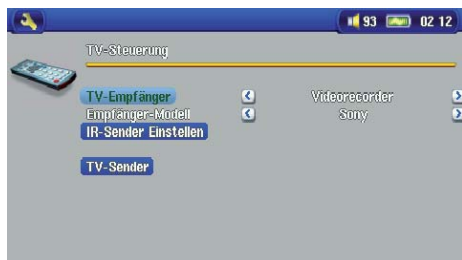 93 02 12
TV-Steuerung
TV-Empfänger Videorecorder
Empfänger-Modell Sony
IR-Sender Einstellen
TV-Sender